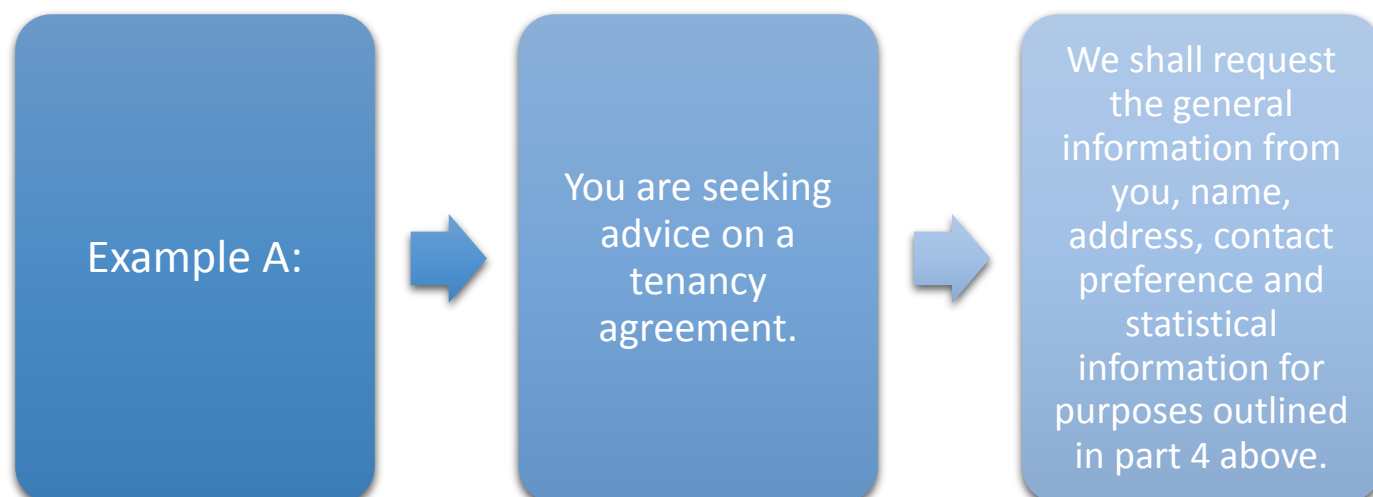 Example A:
You are seeking
advice on a
tenancy
agreement.
We shall request
the general
information from
you, name,
address, contact
preference and
statistical
information for
purposes outlined
in part 4 above.